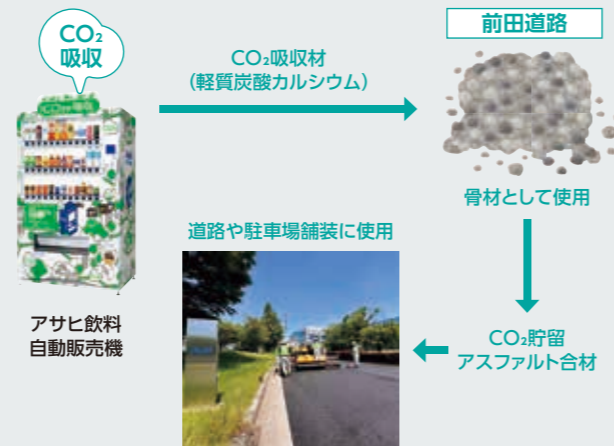 CO₂
吸収
CO₂吸収材
（軽質炭酸カルシウム）
前田道路
骨材として使用
道路や駐車場舗装に使用
アサヒ飲料
自動販売機
CO₂貯留
アスファルト合材